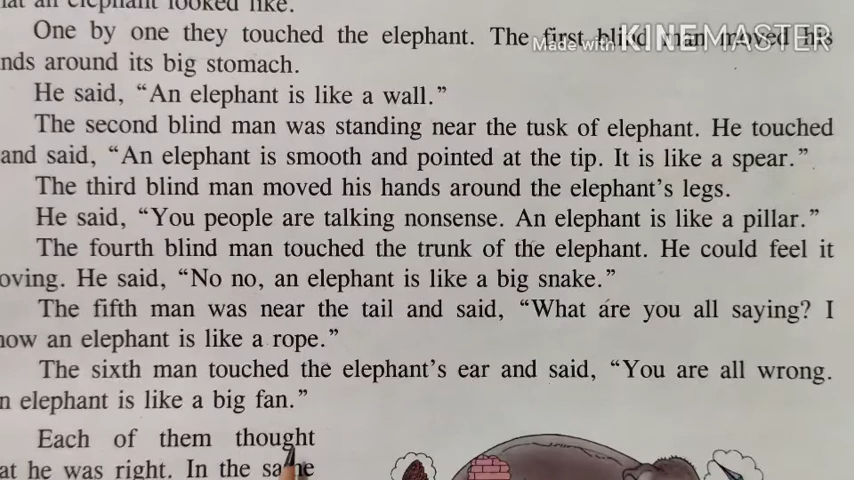 an elephant looked like.
One by one they touched the elephant. The first blind man moved his
nds around its big stomach.
He said, “An elephant is like a wall.”
The second blind man was standing near the tusk of elephant. He touched
and said, “An elephant is smooth and pointed at the tip. It is like a spear.”
The third blind man moved his hands around the elephant’s legs.
He said, “You people are talking nonsense. An elephant is like a pillar.”
The fourth blind man touched the trunk of the elephant. He could feel it
oving. He said, “No no, an elephant is like a big snake.”
The fifth man was near the tail and said, “What are you all saying? I
now an elephant is like a rope.”
The sixth man touched the elephant’s ear and said, “You are all wrong.
n elephant is like a big fan.”
Each of them thought
at he was right. In the same
Made with KINEMASTER